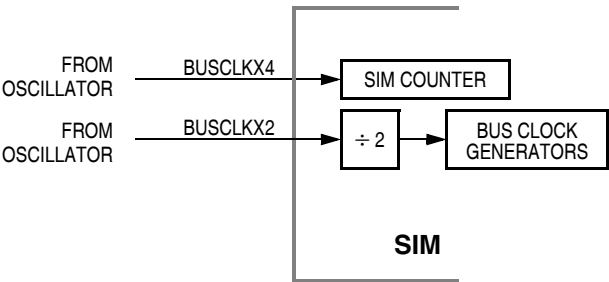 FROM
OSCILLATOR
BUSCLKX4
SIM COUNTER
FROM
OSCILLATOR
BUSCLKX2
÷ 2
BUS CLOCK
GENERATORS
SIM